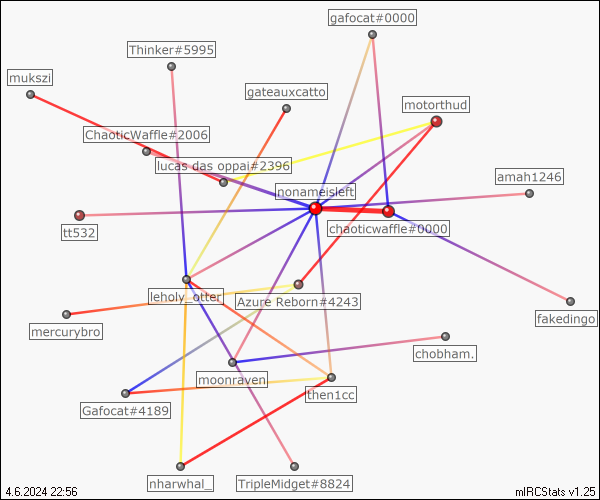 gafocat#0000
Thinker#5995
mukszi
gateauxcatto
motorthud
ChaoticWaffle#2006
lucas das oppai#2396
amah1246
nonameisleft
tt532
chaoticwaffle#0000
leholy_otter
Azure Reborn#4243
fakedingo
mercurybro
chobham.
moonraven
then1cc
Gafocat#4189
nharwhal_
TripleMidget#8824
4.6.2024 22:56
mIRCStats v1.25